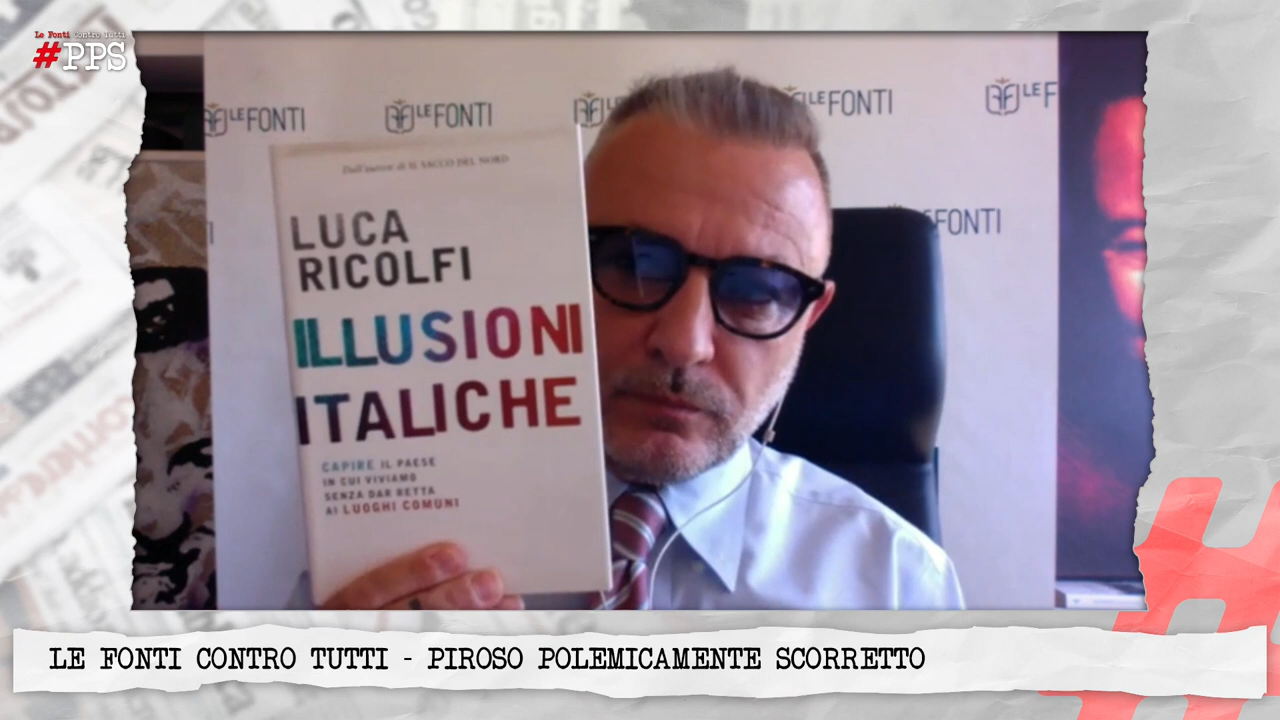 Le Fonti Contro Tutti
#PPS
LE FONTI
LE FONTI
LE FONTI
LE F
LE FONTI
Dall'autore di IL SACCO DEL NORD
LUCA
RICOLFI
ILLUSIONI
ITALICHE
CAPIRE IL PAESE
IN CUI VIVIAMO
SENZA DAR RETTA
AI LUOGHI COMUNI
LE FONTI CONTRO TUTTI - PIROSO POLEMICAMENTE SCORRETTO